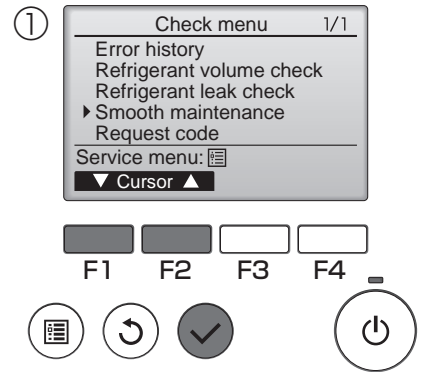 ①
Check menu 1/1
Error history
Refrigerant volume check
Refrigerant leak check
Smooth maintenance
Request code
Service menu:
▼ Cursor ▲
F1 F2 F3 F4